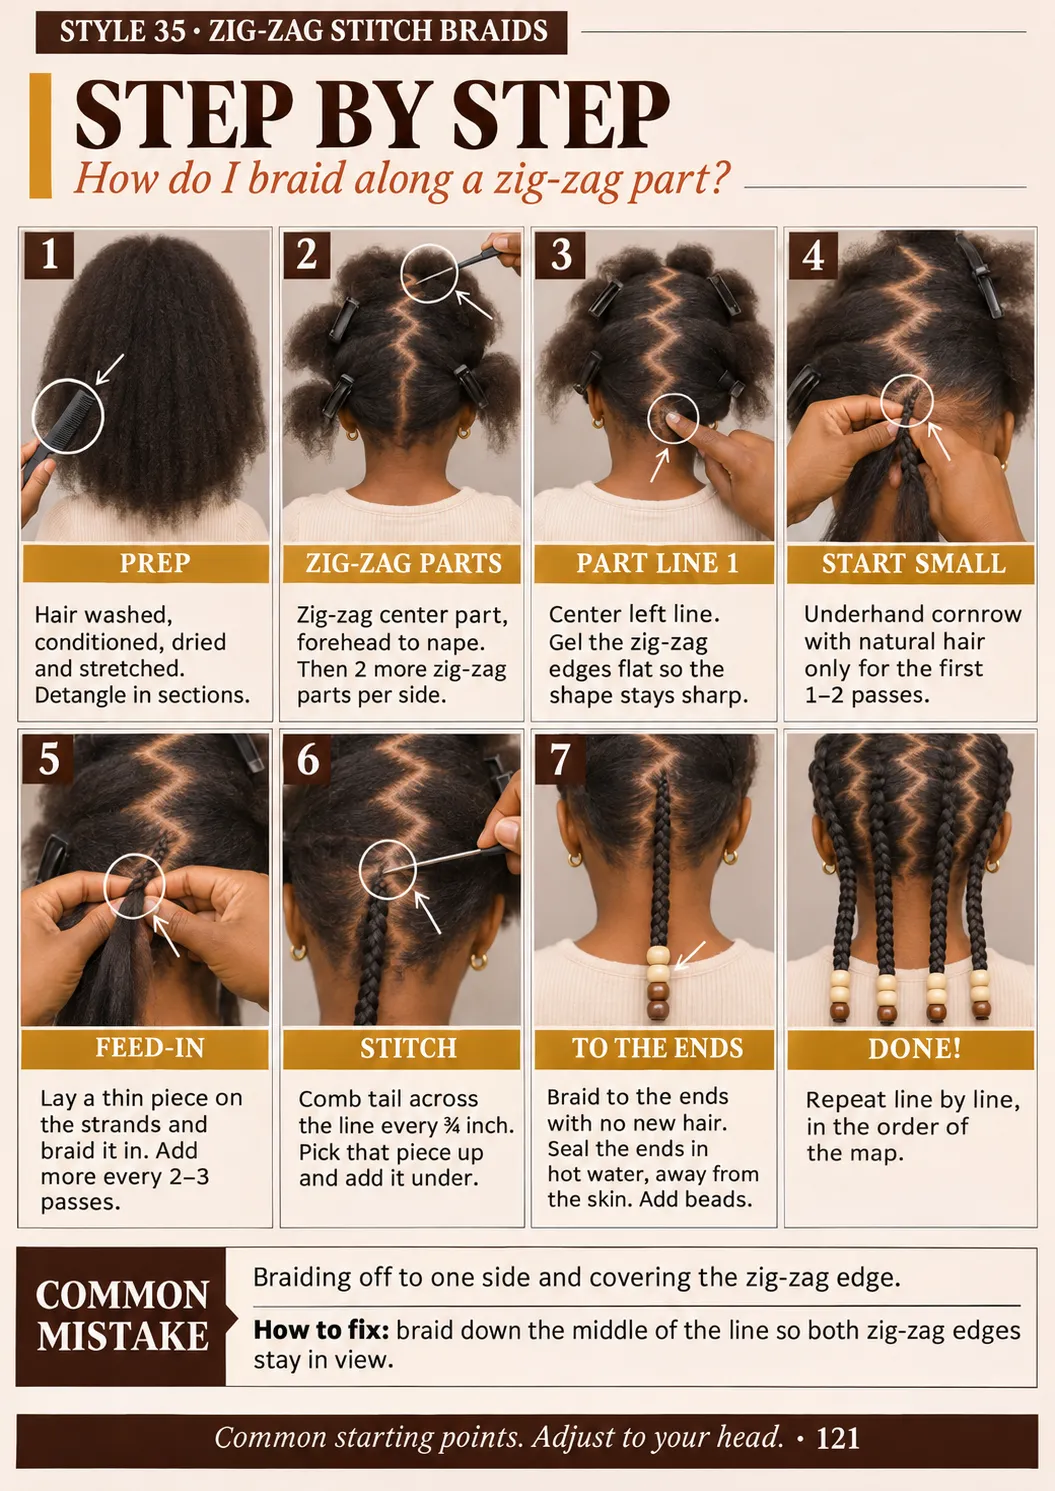 STYLE 35 • ZIG-ZAG STITCH BRAIDS
STEP BY STEP
How do I braid along a zig-zag part?
1
PREP
Hair washed,
conditioned, dried
and stretched.
Detangle in sections.
2
ZIG-ZAG PARTS
Zig-zag center part,
forehead to nape.
Then 2 more zig-zag
parts per side.
3
PART LINE 1
Center left line.
Gel the zig-zag
edges flat so the
shape stays sharp.
4
START SMALL
Underhand cornrow
with natural hair
only for the first
1–2 passes.
5
FEED-IN
Lay a thin piece on
the strands and
braid it in. Add
more every 2–3
passes.
6
STITCH
Comb tail across
the line every ¾ inch.
Pick that piece up
and add it under.
7
TO THE ENDS
Braid to the ends
with no new hair.
Seal the ends in
hot water, away from
the skin. Add beads.
DONE!
Repeat line by line,
in the order of
the map.
COMMON
MISTAKE
Braiding off to one side and covering the zig-zag edge.
How to fix: braid down the middle of the line so both zig-zag edges
stay in view.
Common starting points. Adjust to your head. • 121